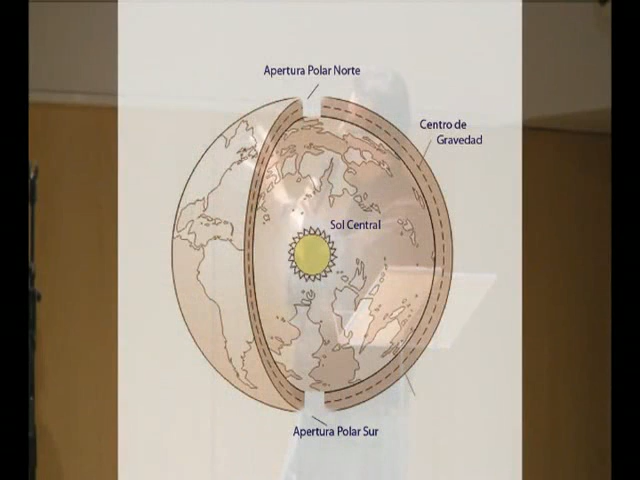 Apertura Polar Norte
Centro de
Gravedad
Sol Central
Apertura Polar Sur